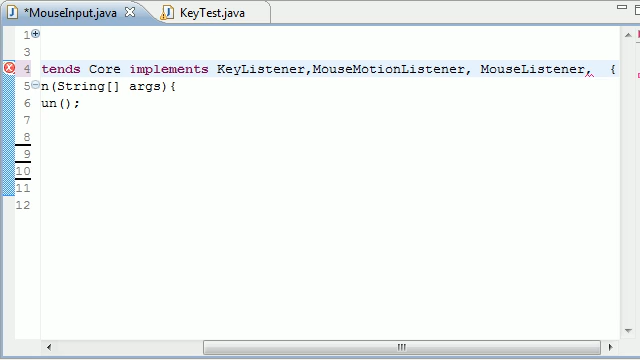 *MouseInput.java KeyTest.java
1
3
4 tends Core implements KeyListener,MouseMotionListener, MouseListener, {
5 n(String[] args){
6 un();
7
8
9
10
11
12